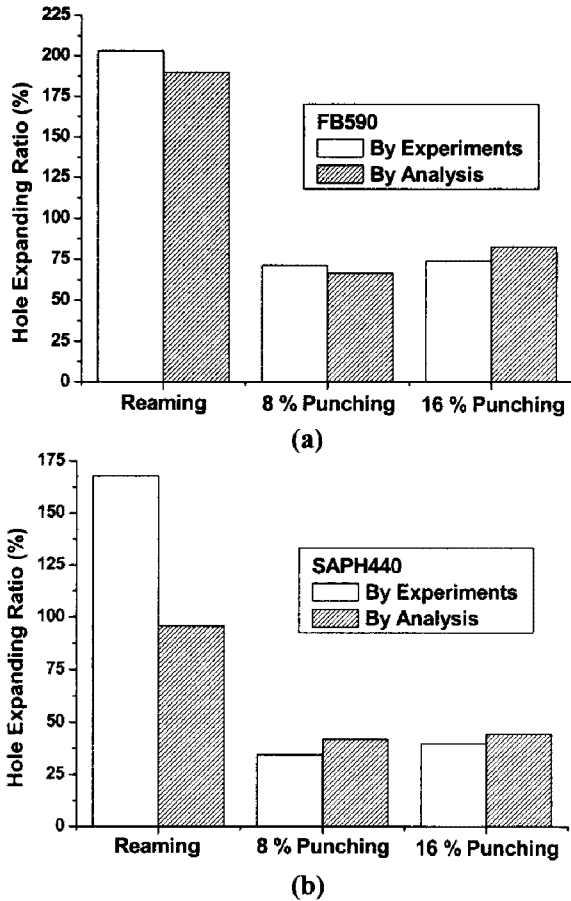 225
200
175
150
125
100
75
50
25
0
Hole Expanding Ratio (%)
FB590
By Experiments
By Analysis
Reaming
8 % Punching
16 % Punching
(a)
175
150
125
100
75
50
25
0
Hole Expanding Ratio (%)
SAPH440
By Experiments
By Analysis
Reaming
8 % Punching
16 % Punching
(b)